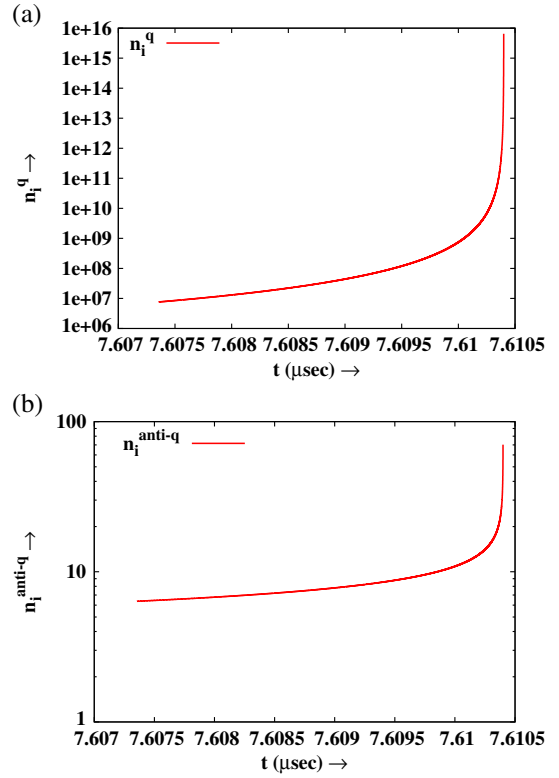 (a)
1e+16
1e+15
1e+14
1e+13
1e+12
1e+11
1e+10
1e+09
1e+08
1e+07
1e+06
n_i^q
n_i^q →
7.607 7.6075 7.608 7.6085 7.609 7.6095 7.61 7.6105
t (μsec) →
(b)
100
10
1
n_i^anti-q
n_i^anti-q →
7.607 7.6075 7.608 7.6085 7.609 7.6095 7.61 7.6105
t (μsec) →